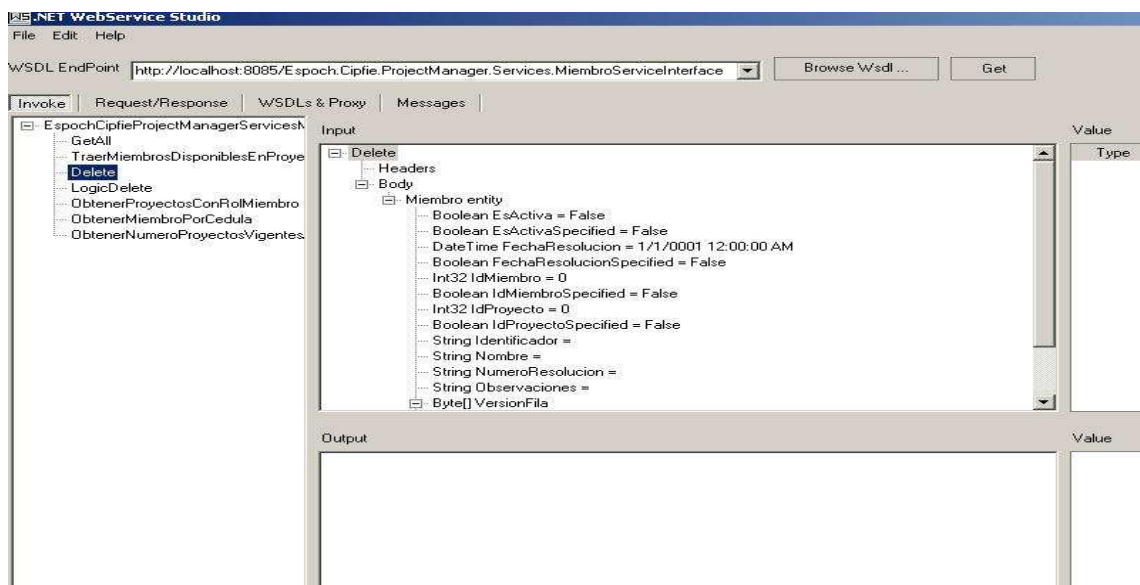 .NET WebService Studio
File Edit Help
WSDL EndPoint http://localhost:8085/Espoch.Cipfie.ProjectManager.Services.MiembroServiceInterface Browse Wsdl ... Get
Invoke Request/Response WSDLs & Proxy Messages
EspochCipfieProjectManagerServicesM
GetAll
TraerMiembrosDisponiblesEnProye
Delete
LogicDelete
ObtenerProyectosConRolMiembro
ObtenerMiembroPorCedula
ObtenerNumeroProyectosVigentes
Input
Delete
Headers
Body
Miembro entity
Boolean EsActiva = False
Boolean EsActivaSpecified = False
DateTime FechaResolucion = 1/1/0001 12:00:00 AM
Boolean FechaResolucionSpecified = False
Int32 IdMiembro = 0
Boolean IdMiembroSpecified = False
Int32 IdProyecto = 0
Boolean IdProyectoSpecified = False
String Identificador =
String Nombre =
String NumeroResolucion =
String Observaciones =
Byte[] VersionFila
Value
Type
Output
Value